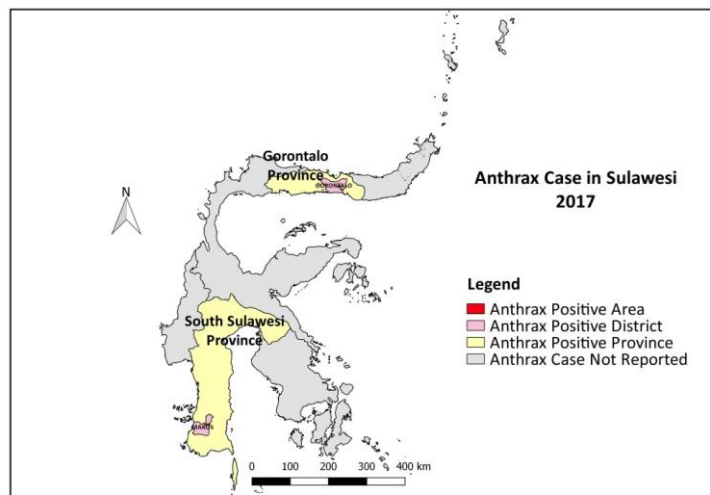 Gorontalo
Province
GORONTALO
N
Anthrax Case in Sulawesi
2017
Legend
Anthrax Positive Area
Anthrax Positive District
Anthrax Positive Province
Anthrax Case Not Reported
South Sulawesi
Province
MAROS
0 100 200 300 400 km